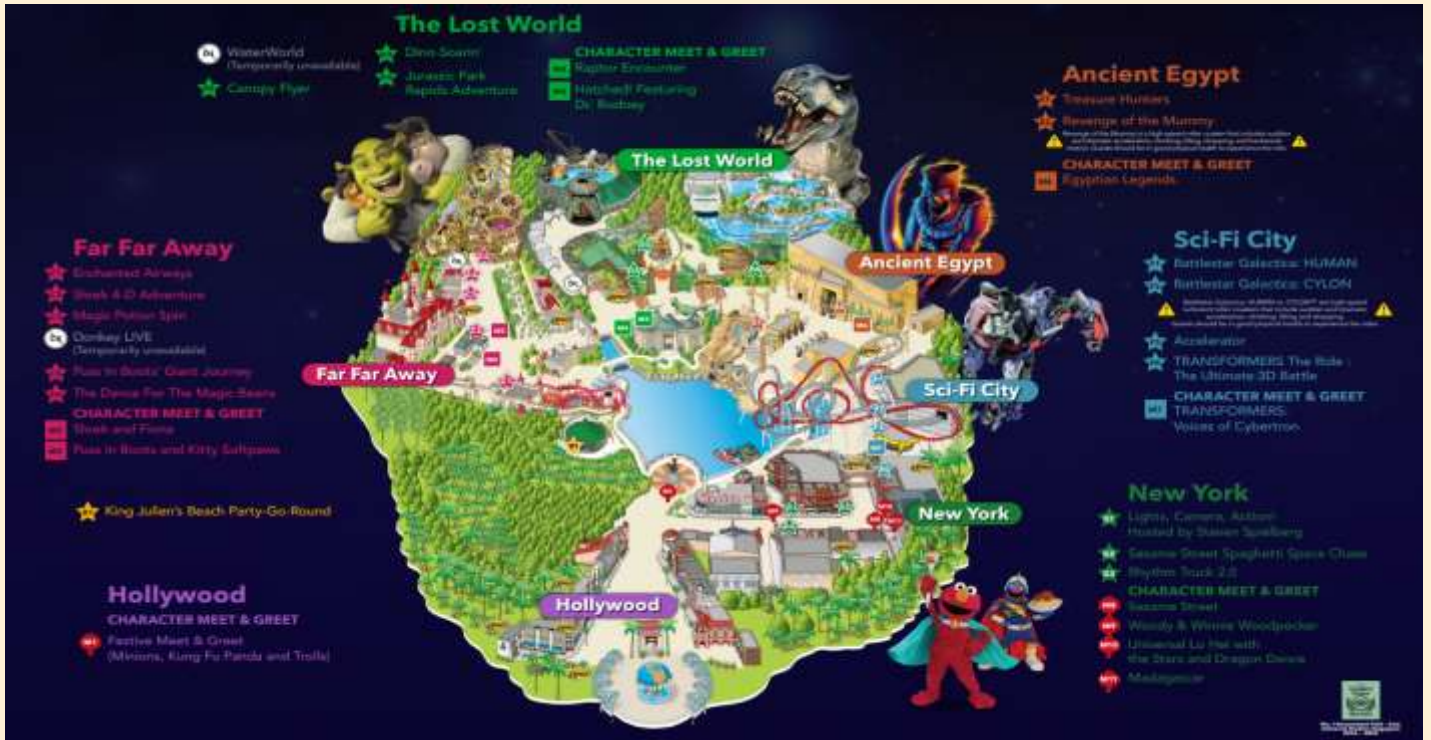 The Lost World
WaterWorld
(Temporarily unavailable)
Canopy Flyer
Dino-Soarin'
Jurassic Park
Rapids Adventure
CHARACTER MEET & GREET
Raptor Encounter
Hatched! Featuring
Dr. Rodney
Ancient Egypt
Treasure Hunters
Revenge of the Mummy
CHARACTER MEET & GREET
Egyptian Legends
Far Far Away
Enchanted Airways
Shrek 4-D Adventure
Magic Potion Spin
Donkey LIVE
(Temporarily unavailable)
Puss In Boots' Giant Journey
The Dance For The Magic Beans
CHARACTER MEET & GREET
Shrek and Fiona
Puss In Boots and Kitty Softpaws
King Julien's Beach Party-Go-Round
Hollywood
CHARACTER MEET & GREET
Festive Meet & Greet
(Minions, Kung Fu Panda and Trolls)
Sci-Fi City
Battlestar Galactica: HUMAN
Battlestar Galactica: CYLON
Accelerator
TRANSFORMERS The Ride :
The Ultimate 3D Battle
CHARACTER MEET & GREET
TRANSFORMERS:
Voices of Cybertron
New York
Lights, Camera, Action!
Hosted by Steven Spielberg
Sesame Street Spaghetti Space Chase
Rhythm Truck 2.0
CHARACTER MEET & GREET
Sesame Street
Woody & Winnie Woodpecker
Universal Lo Hei with
the Stars and Dragon Dance
Madagascar
The Lost World
Ancient Egypt
Far Far Away
Sci-Fi City
New York
Hollywood